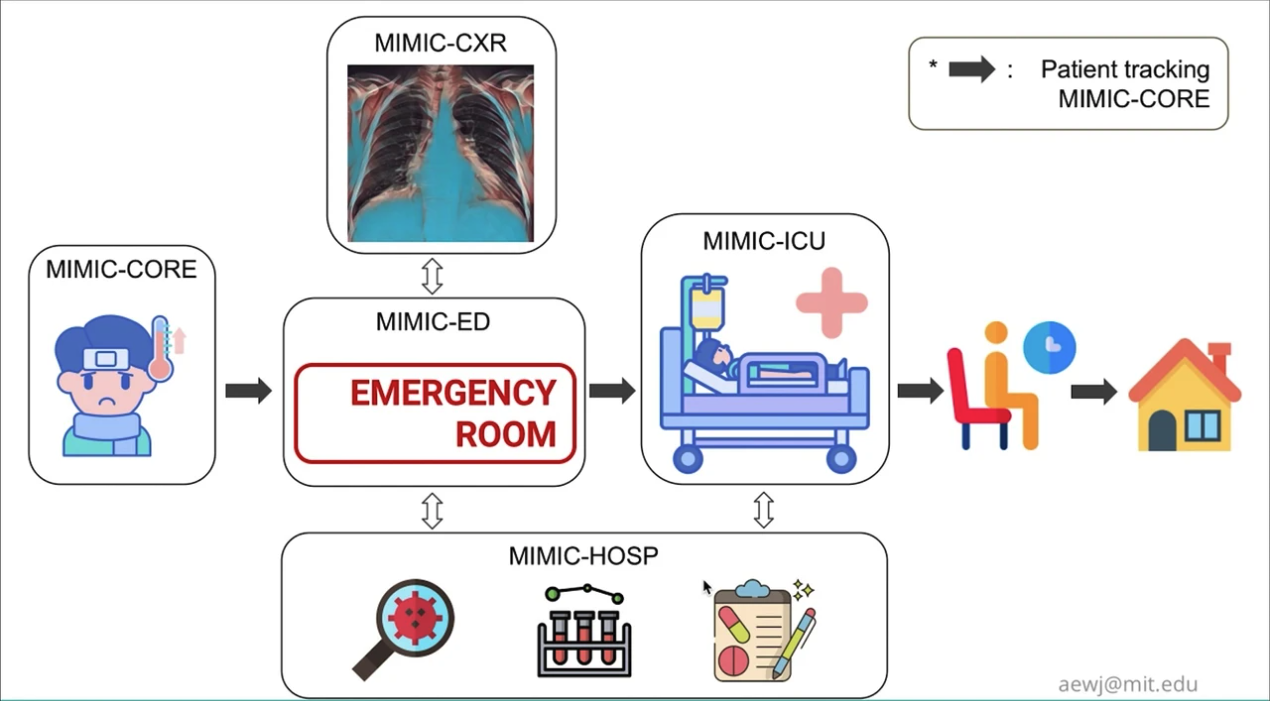 MIMIC-CXR
* : Patient tracking
MIMIC-CORE
MIMIC-CORE
MIMIC-ED
EMERGENCY
ROOM
MIMIC-ICU
MIMIC-HOSP
aewj@mit.edu